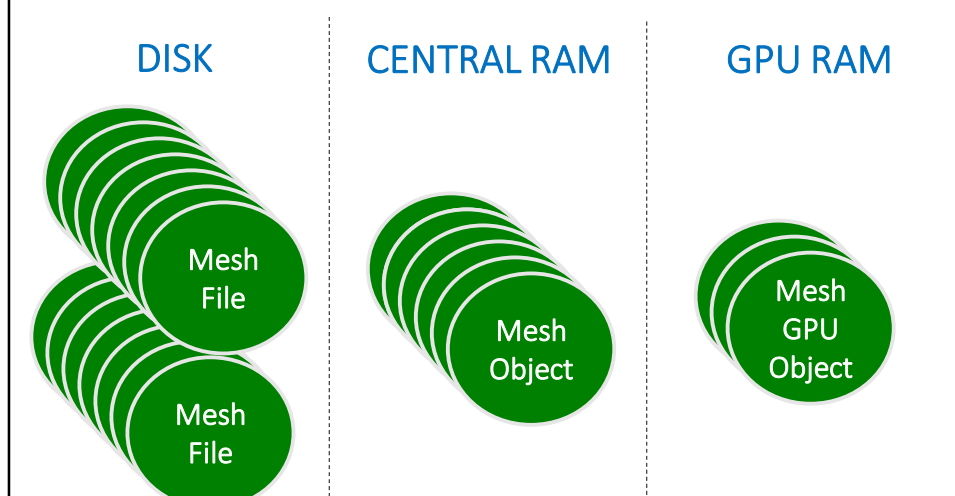 DISK
CENTRAL RAM
GPU RAM
Mesh
File
Mesh
File
Mesh
Object
Mesh
GPU
Object